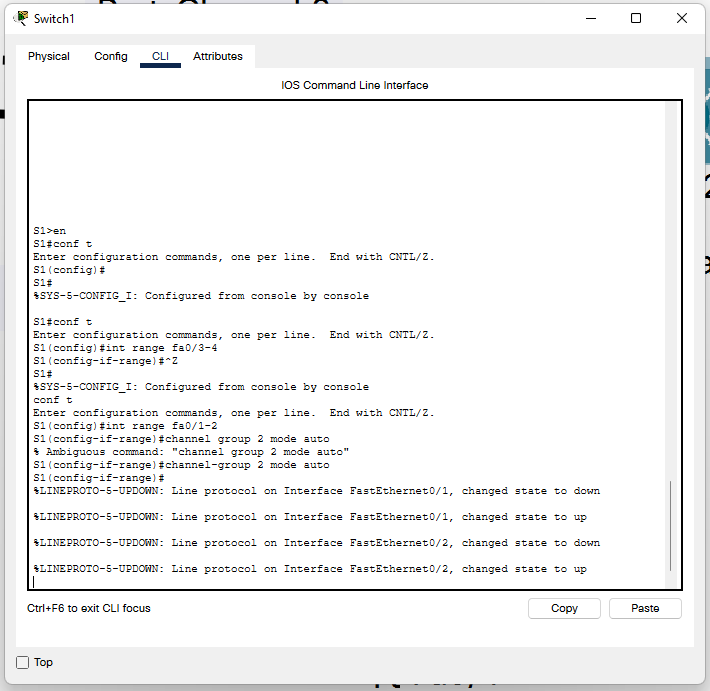 Switch1
Physical Config CLI Attributes
IOS Command Line Interface
S1>en
S1#conf t
Enter configuration commands, one per line.  End with CNTL/Z.
S1(config)#
S1#
%SYS-5-CONFIG_I: Configured from console by console
S1#conf t
Enter configuration commands, one per line.  End with CNTL/Z.
S1(config)#int range fa0/3-4
S1(config-if-range)#^Z
S1#
%SYS-5-CONFIG_I: Configured from console by console
conf t
Enter configuration commands, one per line.  End with CNTL/Z.
S1(config)#int range fa0/1-2
S1(config-if-range)#channel group 2 mode auto
% Ambiguous command: "channel group 2 mode auto"
S1(config-if-range)#channel-group 2 mode auto
S1(config-if-range)#
%LINEPROTO-5-UPDOWN: Line protocol on Interface FastEthernet0/1, changed state to down
%LINEPROTO-5-UPDOWN: Line protocol on Interface FastEthernet0/1, changed state to up
%LINEPROTO-5-UPDOWN: Line protocol on Interface FastEthernet0/2, changed state to down
%LINEPROTO-5-UPDOWN: Line protocol on Interface FastEthernet0/2, changed state to up
Ctrl+F6 to exit CLI focus
Copy Paste
Top